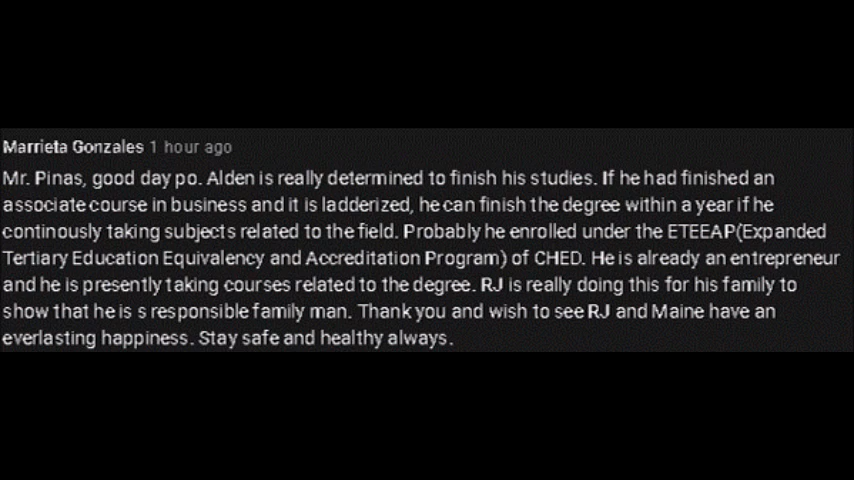 Marrieta Gonzales 1 hour ago
Mr. Pinas, good day po. Alden is really determined to finish his studies. If he had finished an
associate course in business and it is ladderized, he can finish the degree within a year if he
continously taking subjects related to the field. Probably he enrolled under the ETEEAP(Expanded
Tertiary Education Equivalency and Accreditation Program) of CHED. He is already an entrepreneur
and he is presently taking courses related to the degree. RJ is really doing this for his family to
show that he is s responsible family man. Thank you and wish to see RJ and Maine have an
everlasting happiness. Stay safe and healthy always.